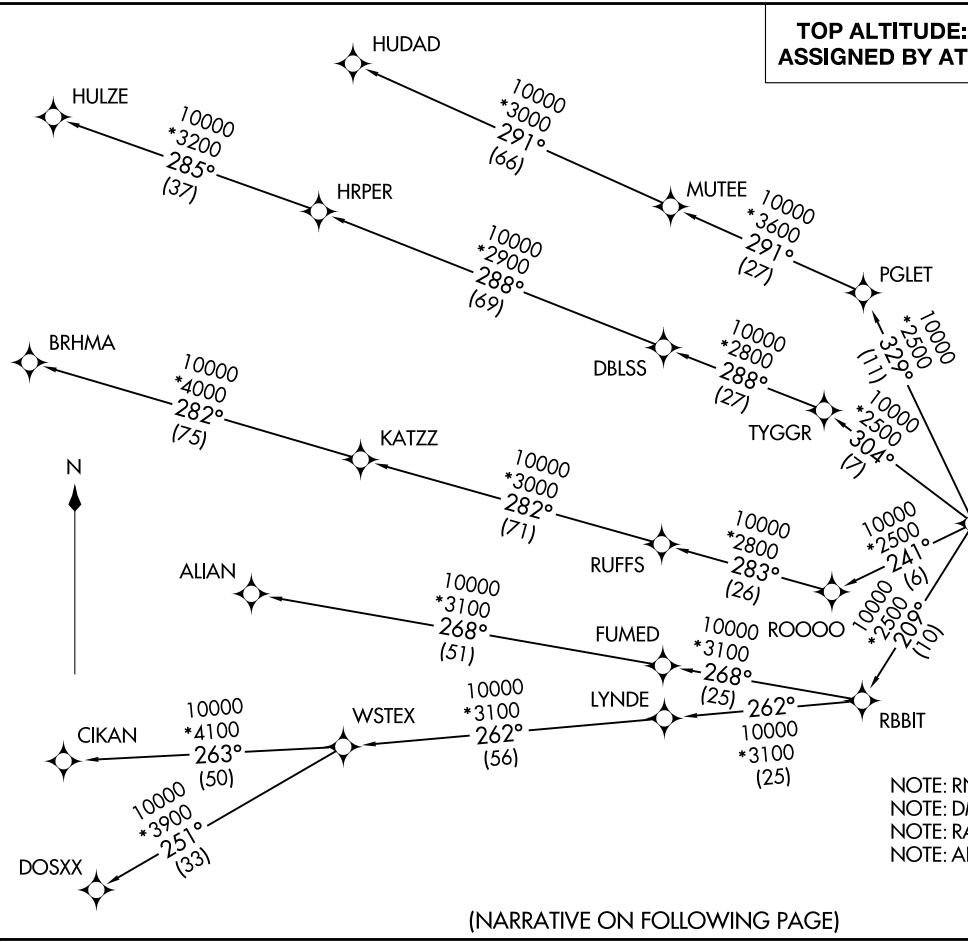 TOP ALTITUDE:
ASSIGNED BY AT
HUDAD
10000
*3000
291°
(66)
HULZE
10000
*3200
285°
(37)
HRPER
MUTEE
10000
*3600
291°
(27)
PGLET
10000
*2900
288°
(69)
10000
*2500
329°
(11)
BRHMA
10000
*4000
282°
(75)
DBLSS
10000
*2800
288°
(27)
TYGGR
10000
*2500
304°
(7)
KATZZ
10000
*3000
282°
(71)
N
RUFFS
10000
*2800
283°
(26)
10000
*2500
241°
(6)
ROOOO
10000
*2500
209°
(10)
ALIAN
10000
*3100
268°
(51)
FUMED
10000
*3100
268°
(25)
RBBIT
LYNDE
262°
10000
*3100
(25)
WSTEX
10000
*3100
262°
(56)
CIKAN
10000
*4100
263°
(50)
10000
*3900
251°
(33)
DOSXX
NOTE:
NOTE:
NOTE: RA
NOTE:
(NARRATIVE ON FOLLOWING PAGE)